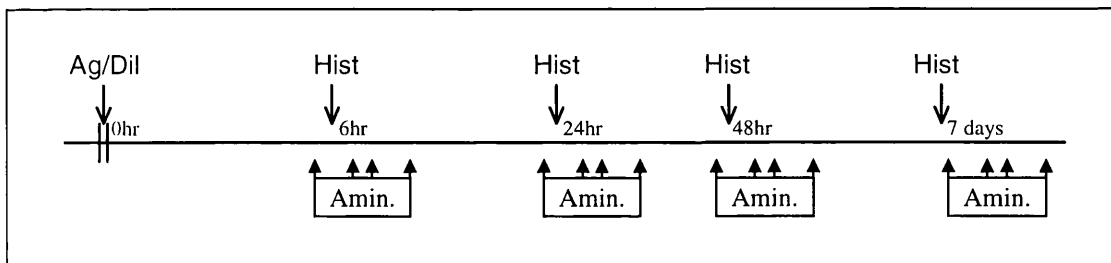 Ag/Dil Hist Hist Hist Hist
0hr 6hr 24hr 48hr 7 days
Amin. Amin. Amin. Amin.